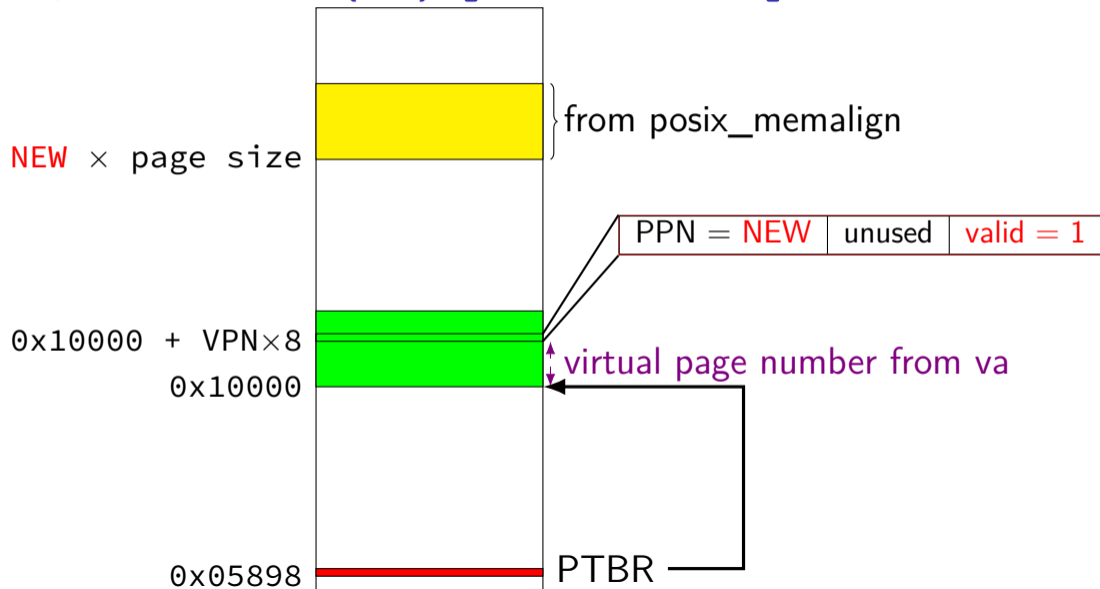 from posix_memalign
NEW × page size
PPN = NEW unused valid = 1
0x10000 + VPN×8
virtual page number from va
0x10000
PTBR
0x05898